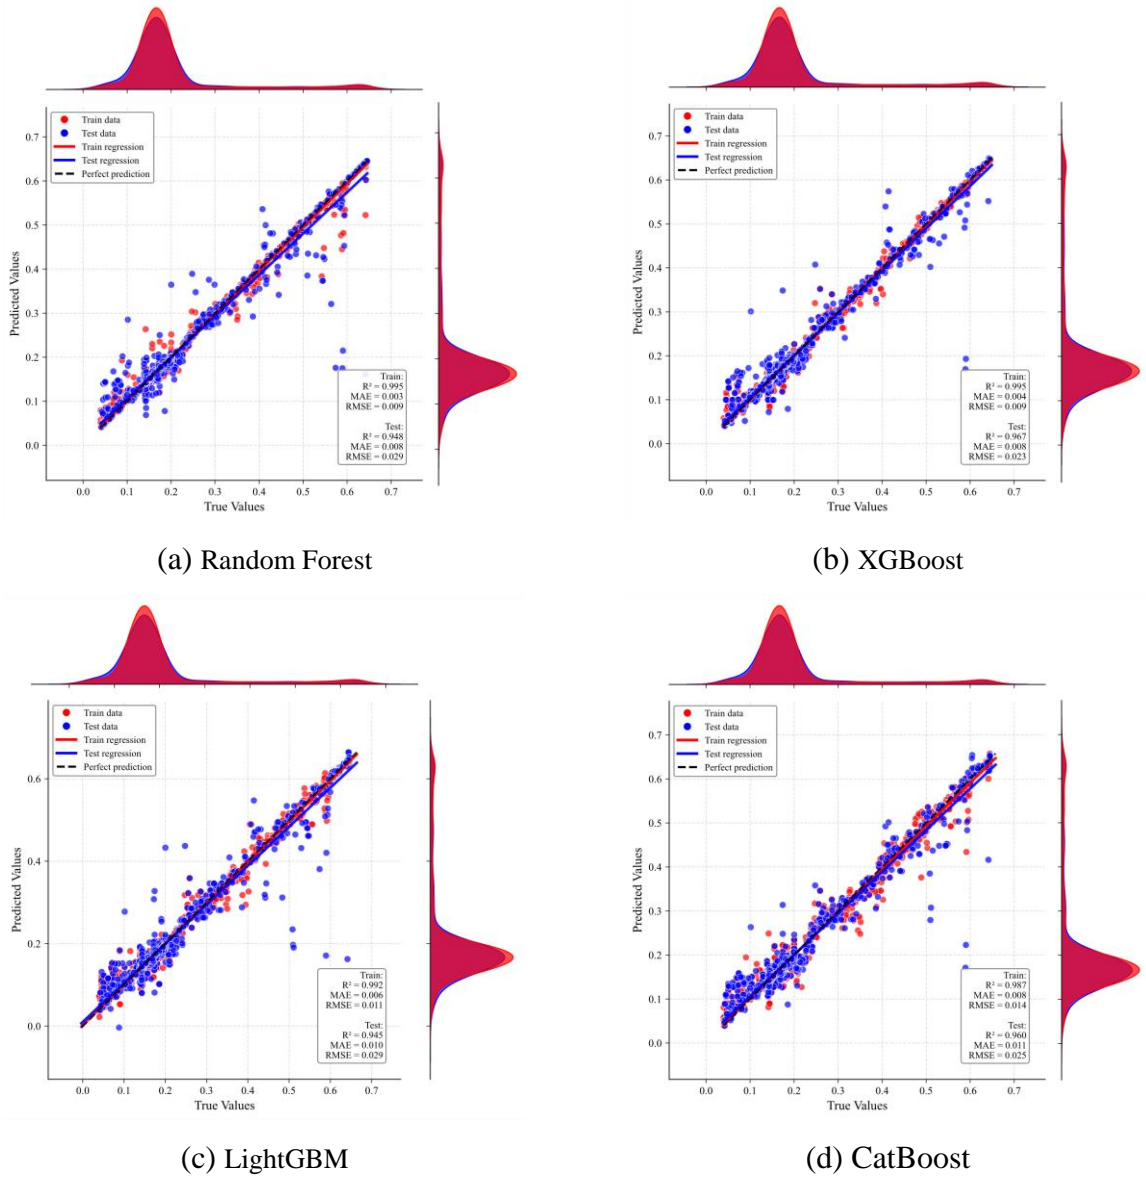 Train data
Test data
Train regression
Test regression
Perfect prediction
0.7
0.6
0.5
0.4
0.3
0.2
0.1
0.0
Predicted Values
Train:
R² = 0.995
MAE = 0.003
RMSE = 0.009
Test:
R² = 0.948
MAE = 0.008
RMSE = 0.029
0.0 0.1 0.2 0.3 0.4 0.5 0.6 0.7
True Values
(a) Random Forest
Train data
Test data
Train regression
Test regression
Perfect prediction
0.7
0.6
0.5
0.4
0.3
0.2
0.1
0.0
Predicted Values
Train:
R² = 0.995
MAE = 0.004
RMSE = 0.009
Test:
R² = 0.967
MAE = 0.008
RMSE = 0.023
0.0 0.1 0.2 0.3 0.4 0.5 0.6 0.7
True Values
(b) XGBoost
Train data
Test data
Train regression
Test regression
Perfect prediction
0.6
0.4
0.2
0.0
Predicted Values
Train:
R² = 0.992
MAE = 0.006
RMSE = 0.011
Test:
R² = 0.945
MAE = 0.010
RMSE = 0.029
0.0 0.1 0.2 0.3 0.4 0.5 0.6 0.7
True Values
(c) LightGBM
Train data
Test data
Train regression
Test regression
Perfect prediction
0.7
0.6
0.5
0.4
0.3
0.2
0.1
0.0
Predicted Values
Train:
R² = 0.987
MAE = 0.008
RMSE = 0.014
Test:
R² = 0.960
MAE = 0.011
RMSE = 0.025
0.0 0.1 0.2 0.3 0.4 0.5 0.6 0.7
True Values
(d) CatBoost